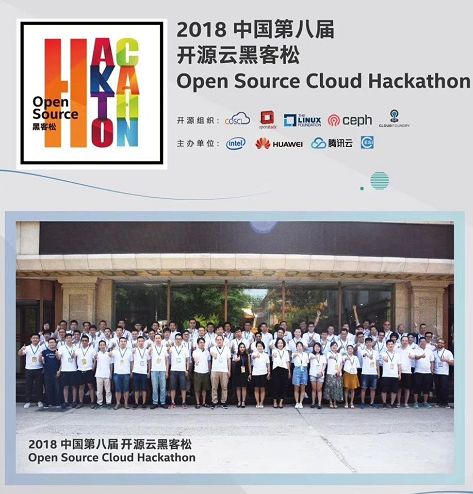 HACKATHON
Open
Source
黑客松
2018 中国第八届
开源云黑客松
Open Source Cloud Hackathon
开源组织：
COSCL
openstack
THE
LINUX
FOUNDATION
ceph
CLOUD FOUNDRY
主办单位：
intel
HUAWEI
腾讯云
2018 中国第八届 开源云黑客松
Open Source Cloud Hackathon